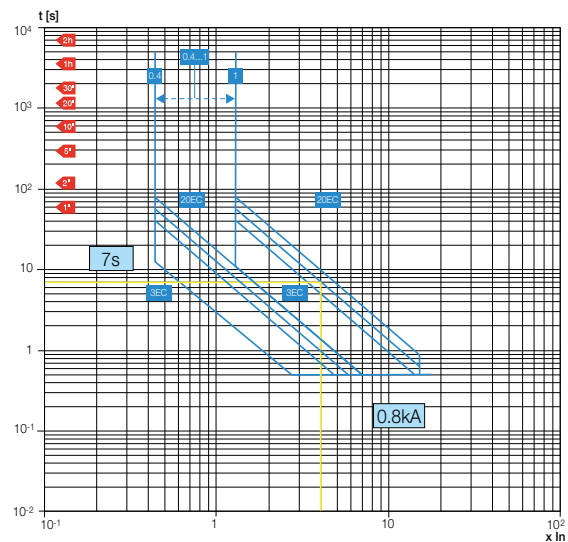 t [s]
10⁴
2h
0.4...1
1h
0.4
1
30'
20'
10³
10'
5'
2'
10²
20EC
20EC
1'
7s
10
3EC
3EC
1
0.8kA
10⁻¹
10⁻²
10⁻¹
1
10
10²
x In